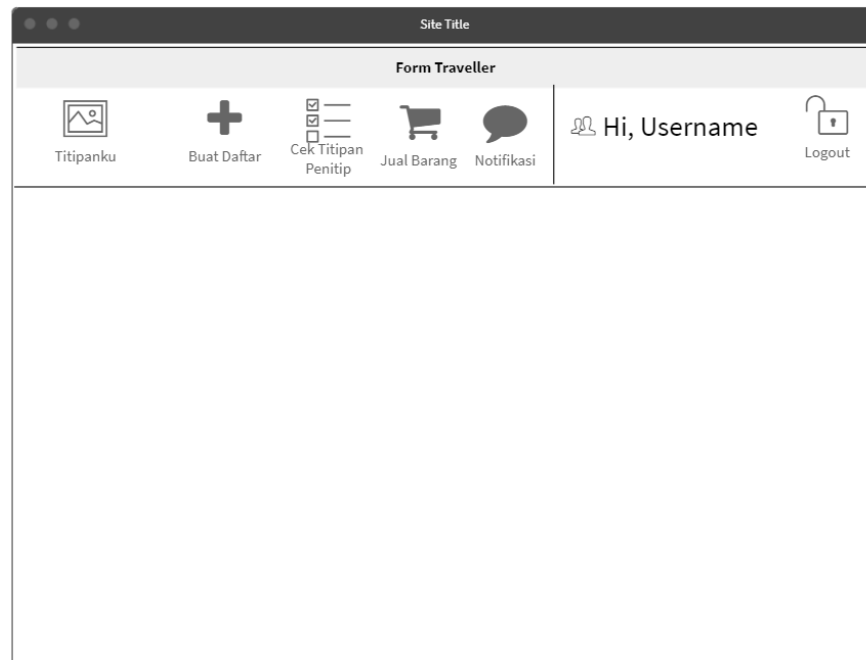 Site Title
Form Traveller
Titipanku
Buat Daftar
Cek Titipan
Penitip
Jual Barang
Notifikasi
Hi, Username
Logout